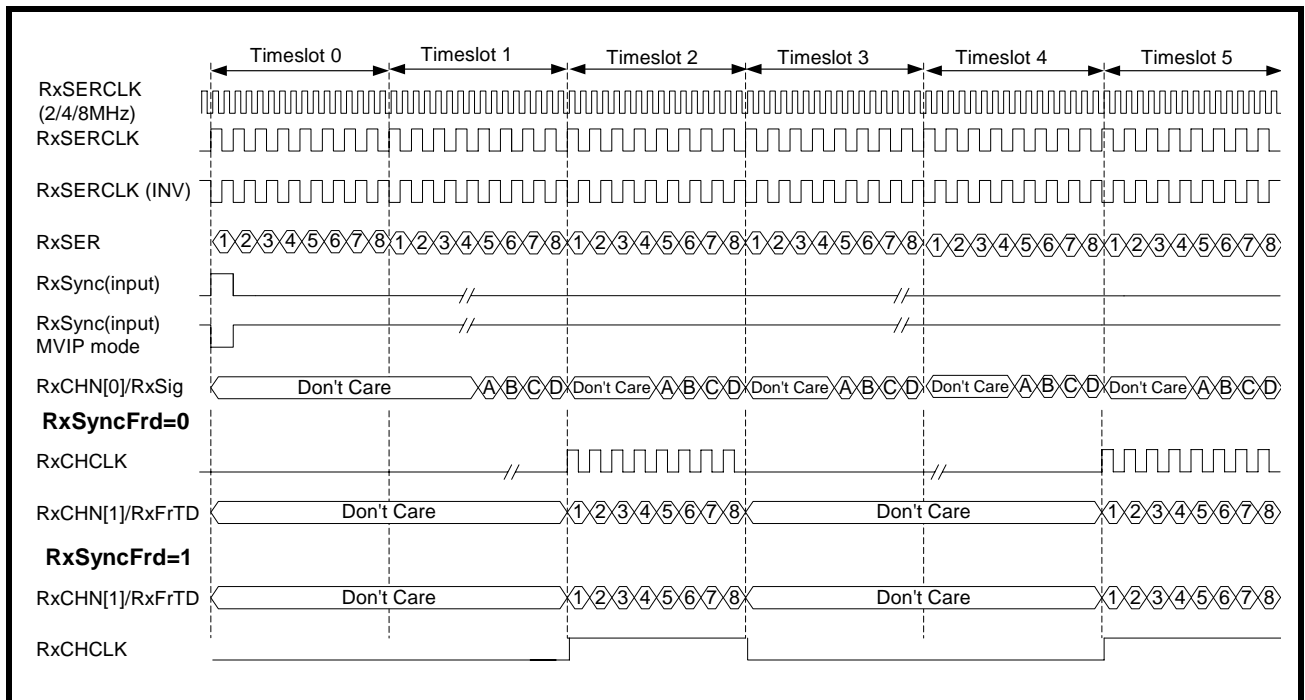 Timeslot 0 Timeslot 1 Timeslot 2 Timeslot 3 Timeslot 4 Timeslot 5
RxSERCLK
(2/4/8MHz)
RxSERCLK
RxSERCLK (INV)
RxSER 1 2 3 4 5 6 7 8 1 2 3 4 5 6 7 8 1 2 3 4 5 6 7 8 1 2 3 4 5 6 7 8 1 2 3 4 5 6 7 8 1 2 3 4 5 6 7 8
RxSync(input)
RxSync(input)
MVIP mode
RxCHN[0]/RxSig Don't Care A B C D Don't Care A B C D Don't Care A B C D Don't Care A B C D Don't Care A B C D
RxSyncFrd=0
RxCHCLK
RxCHN[1]/RxFrTD Don't Care 1 2 3 4 5 6 7 8 Don't Care 1 2 3 4 5 6 7 8
RxSyncFrd=1
RxCHN[1]/RxFrTD Don't Care 1 2 3 4 5 6 7 8 Don't Care 1 2 3 4 5 6 7 8
RxCHCLK